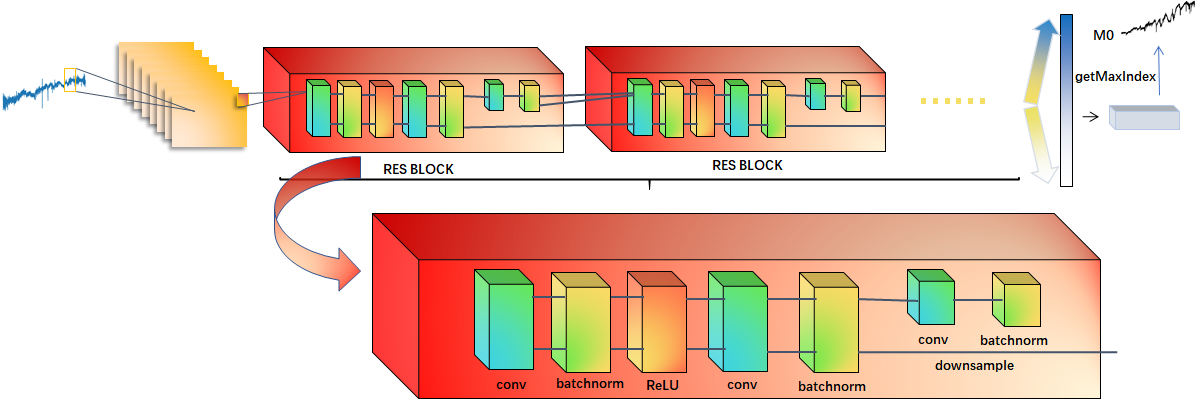 M0
getMaxIndex
RES BLOCK
RES BLOCK
conv
batchnorm
ReLU
conv
batchnorm
conv
batchnorm
downsample